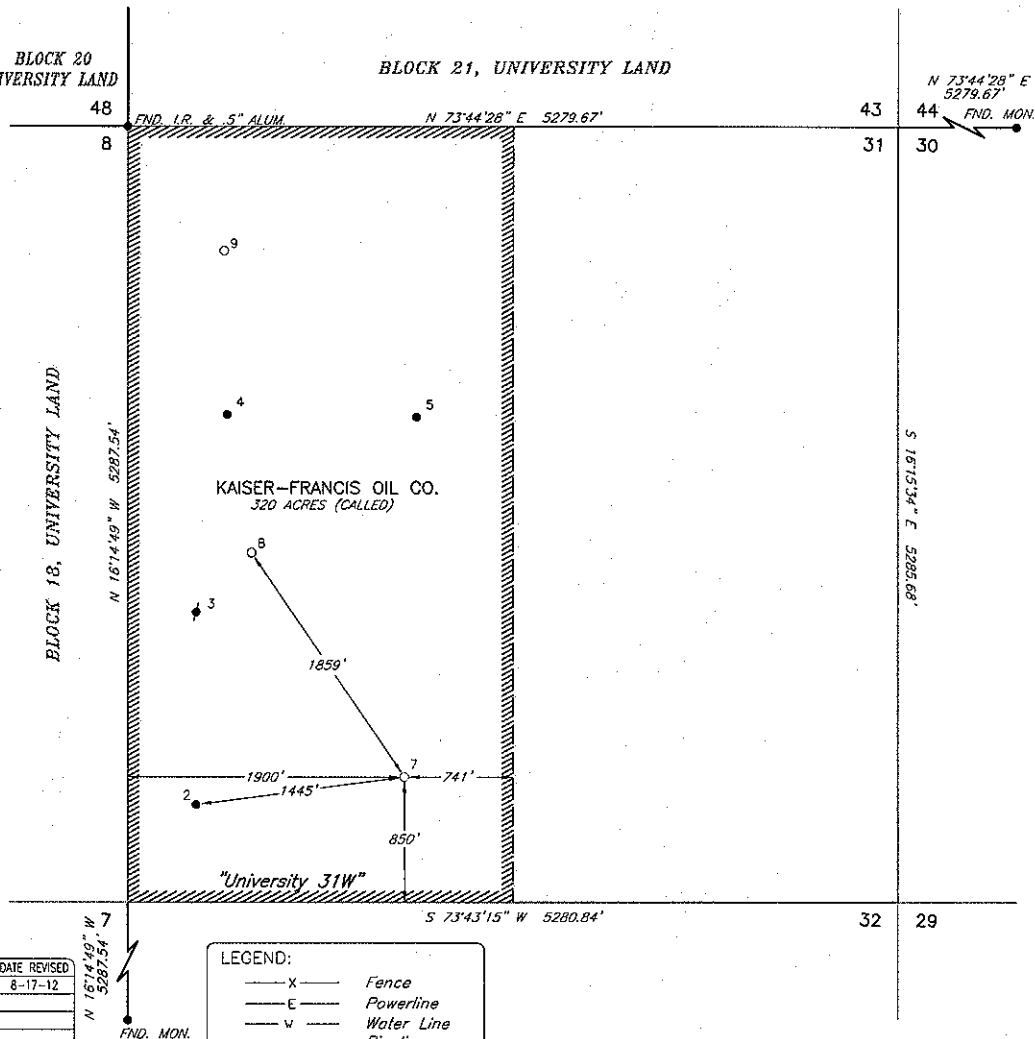 BLOCK 20
IVERSITY LAND
BLOCK 21, UNIVERSITY LAND
N 73°44'28" E
5279.67'
48
FND. I.R. & .5" ALUM.
N 73°44'28" E 5279.67'
43
44
FND. MON.
8
31
30
9
4
5
BLOCK 18, UNIVERSITY LAND
N 16°14'49" W 5287.54'
KAISER-FRANCIS OIL CO.
320 ACRES (CALLED)
S 16°15'34" E 5285.68'
8
3
1859'
7
1900'
741'
1445'
2
850'
"University 31W"
7
S 73°43'15" W 5280.84'
32
29
N 16°14'49" W
5287.54'
DATE REVISED
8-17-12
FND. MON.
LEGEND:
X Fence
E Powerline
W Water Line